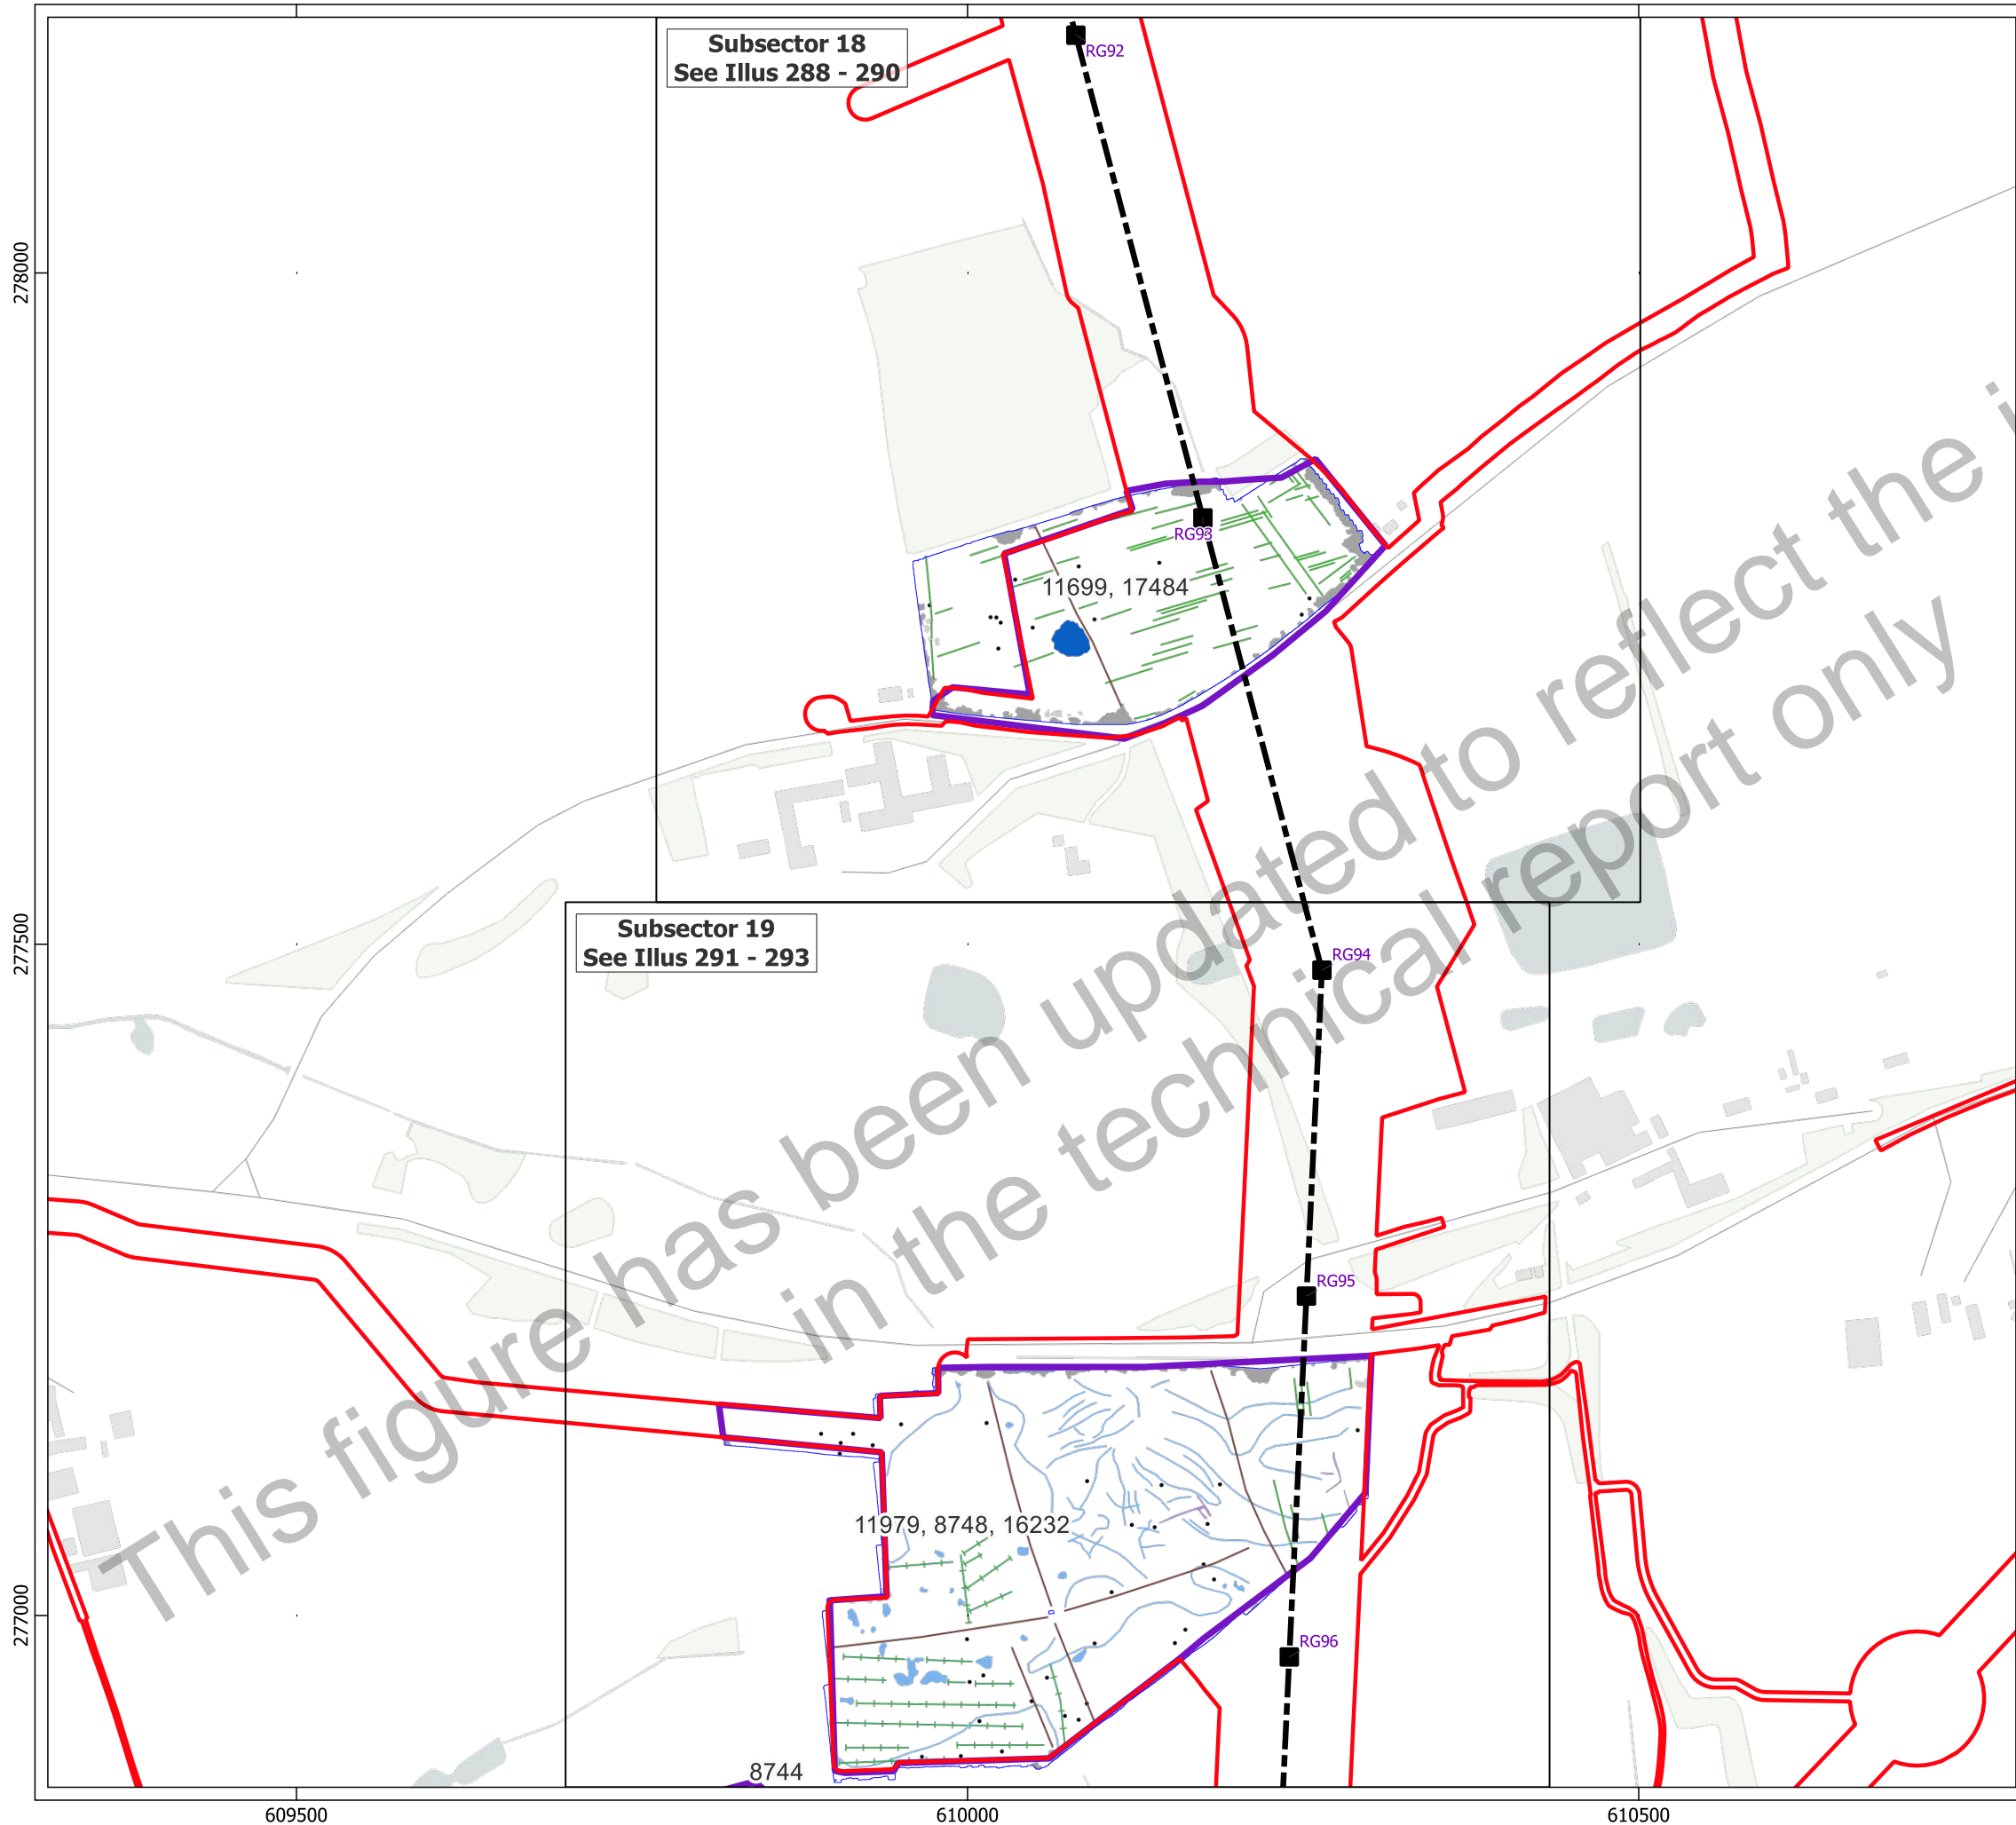 Subsector 18
See Illus 288 - 290
RG92
278000
RG93
11699, 17484
Subsector 19
See Illus 291 - 293
277500
RG94
RG95
11979, 8748, 16232
277000
RG96
8744
609500
610000
610500
This figure has been updated to reflect the i
in the technical report only